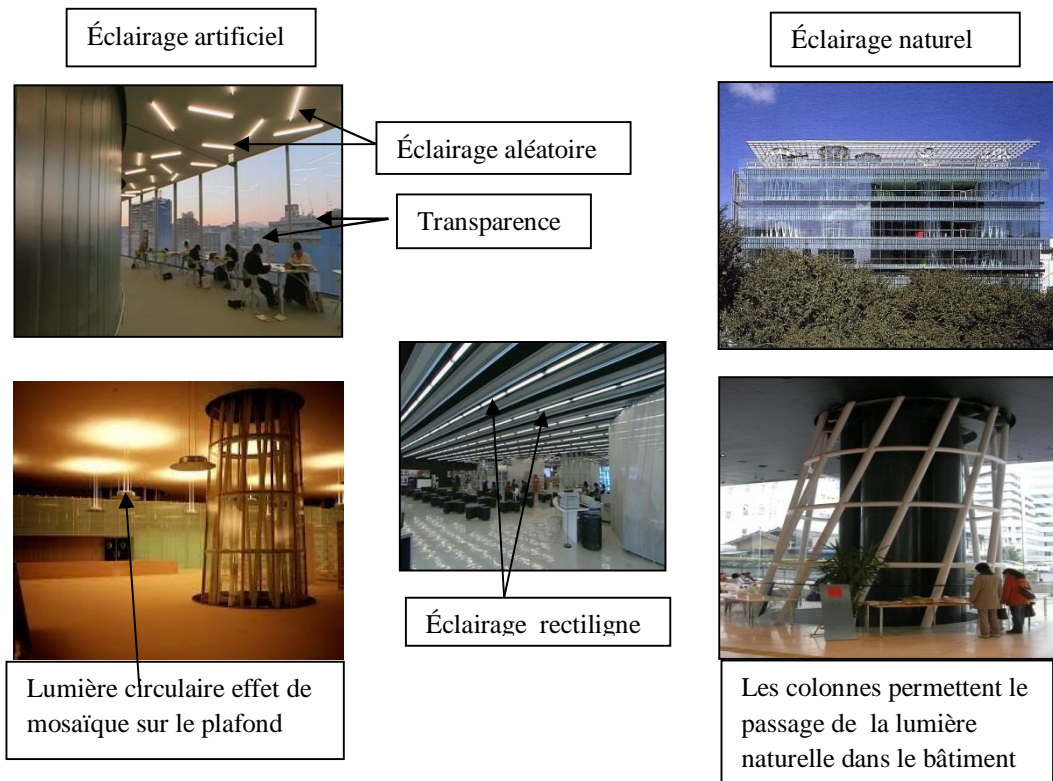 Éclairage artificiel
Éclairage naturel
Éclairage aléatoire
Transparence
Éclairage rectiligne
Lumière circulaire effet de
mosaïque sur le plafond
Les colonnes permettent le
passage de la lumière
naturelle dans le bâtiment